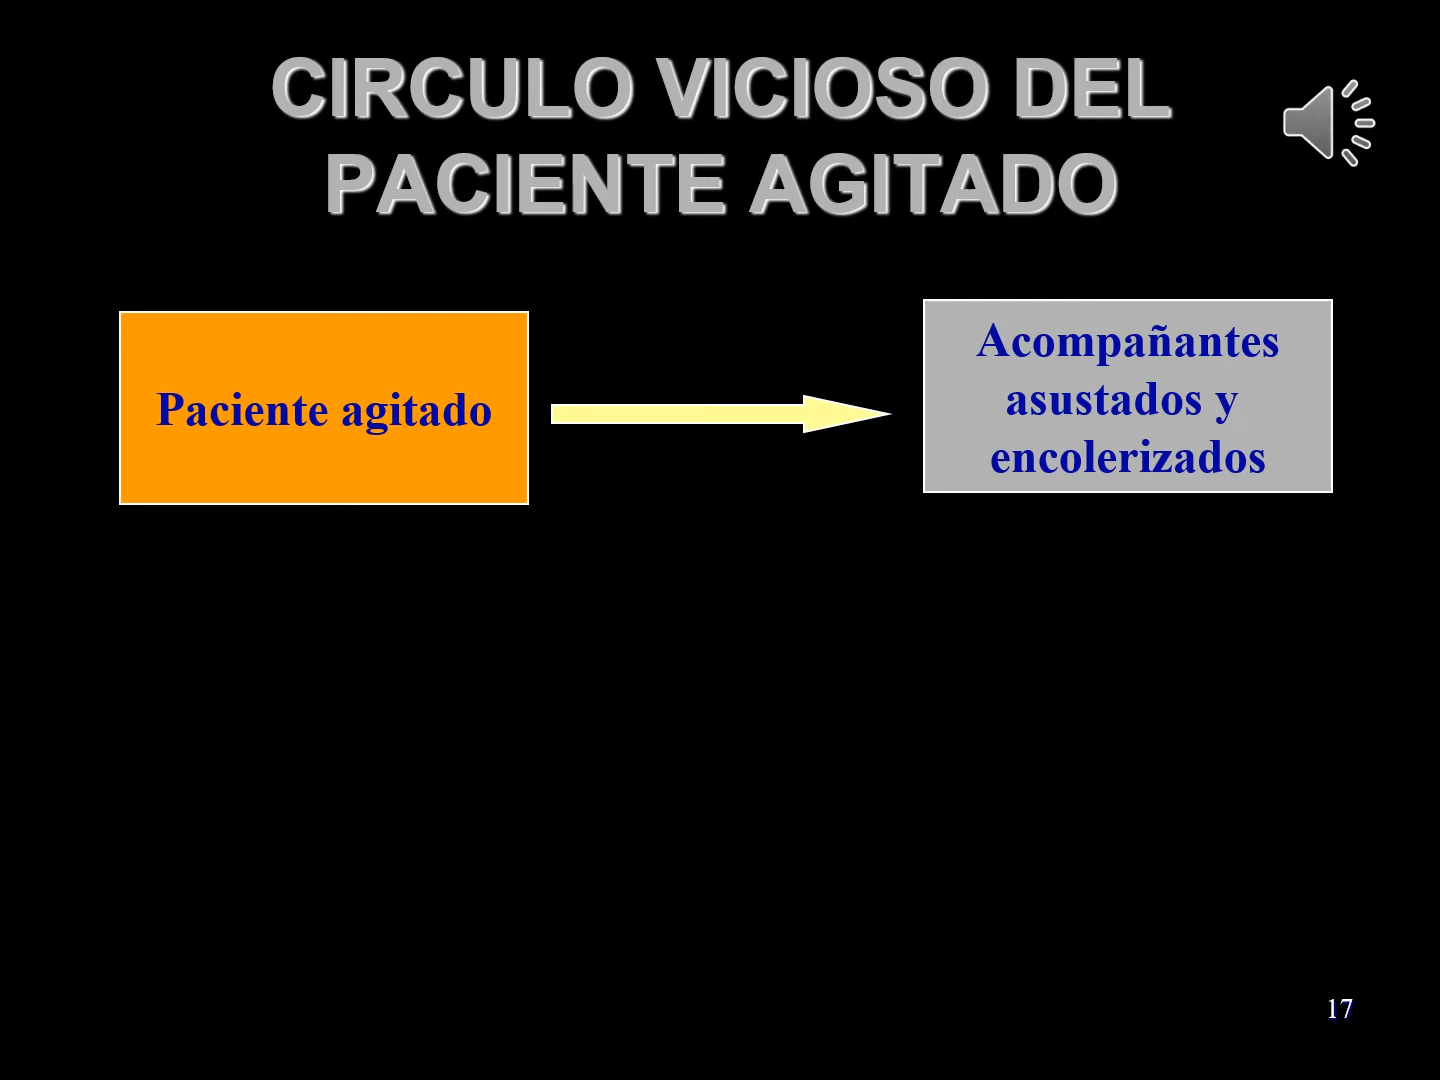 CIRCULO VICIOSO DEL
PACIENTE AGITADO
Paciente agitado
Acompañantes
asustados y
encolerizados
17